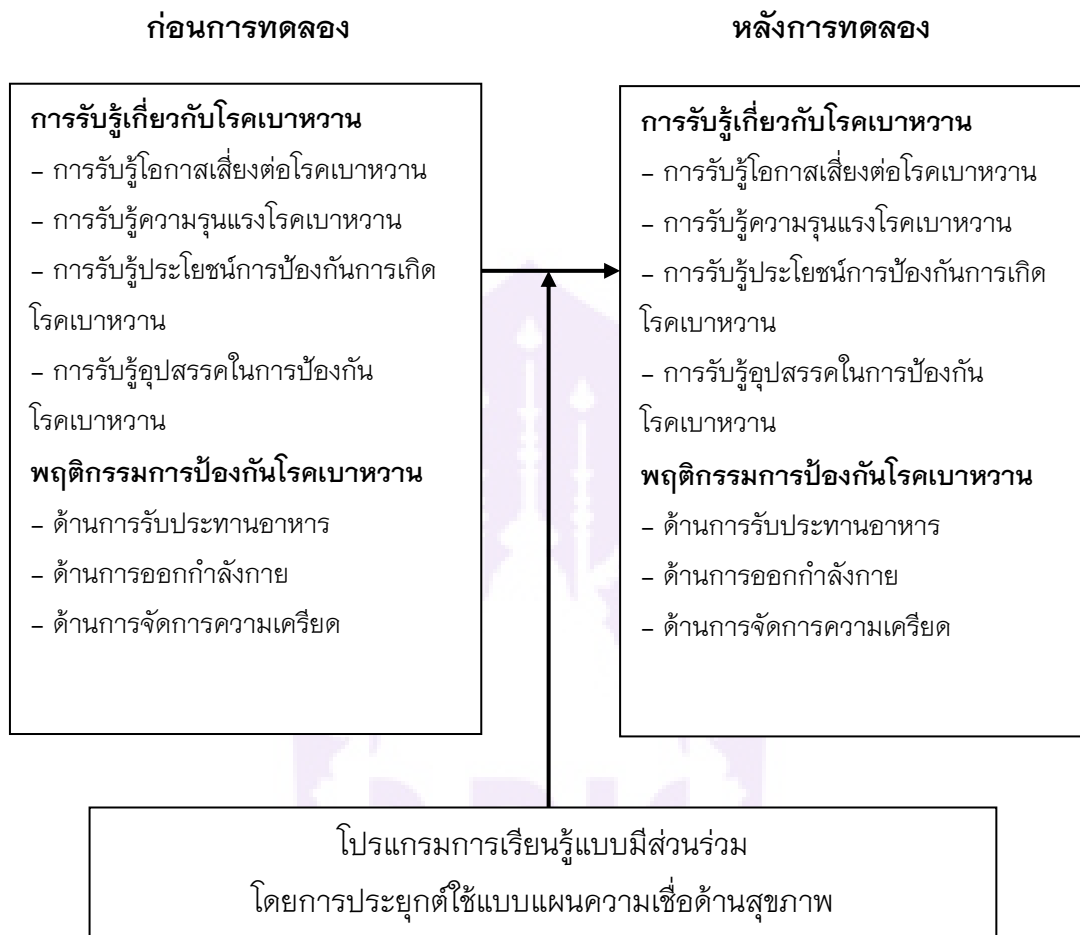 ก่อนการทดลอง
การรับรู้เกี่ยวกับโรคเบาหวาน
– การรับรู้โอกาสเสี่ยงต่อโรคเบาหวาน
– การรับรู้ความรุนแรงโรคเบาหวาน
– การรับรู้ประโยชน์การป้องกันการเกิด
โรคเบาหวาน
– การรับรู้อุปสรรคในการป้องกัน
โรคเบาหวาน
พฤติกรรมการป้องกันโรคเบาหวาน
– ด้านการรับประทานอาหาร
– ด้านการออกกำลังกาย
– ด้านการจัดการความเครียด
หลังการทดลอง
การรับรู้เกี่ยวกับโรคเบาหวาน
– การรับรู้โอกาสเสี่ยงต่อโรคเบาหวาน
– การรับรู้ความรุนแรงโรคเบาหวาน
– การรับรู้ประโยชน์การป้องกันการเกิด
โรคเบาหวาน
– การรับรู้อุปสรรคในการป้องกัน
โรคเบาหวาน
พฤติกรรมการป้องกันโรคเบาหวาน
– ด้านการรับประทานอาหาร
– ด้านการออกกำลังกาย
– ด้านการจัดการความเครียด
โปรแกรมการเรียนรู้แบบมีส่วนร่วม
โดยการประยุกต์ใช้แบบแผนความเชื่อด้านสุขภาพ